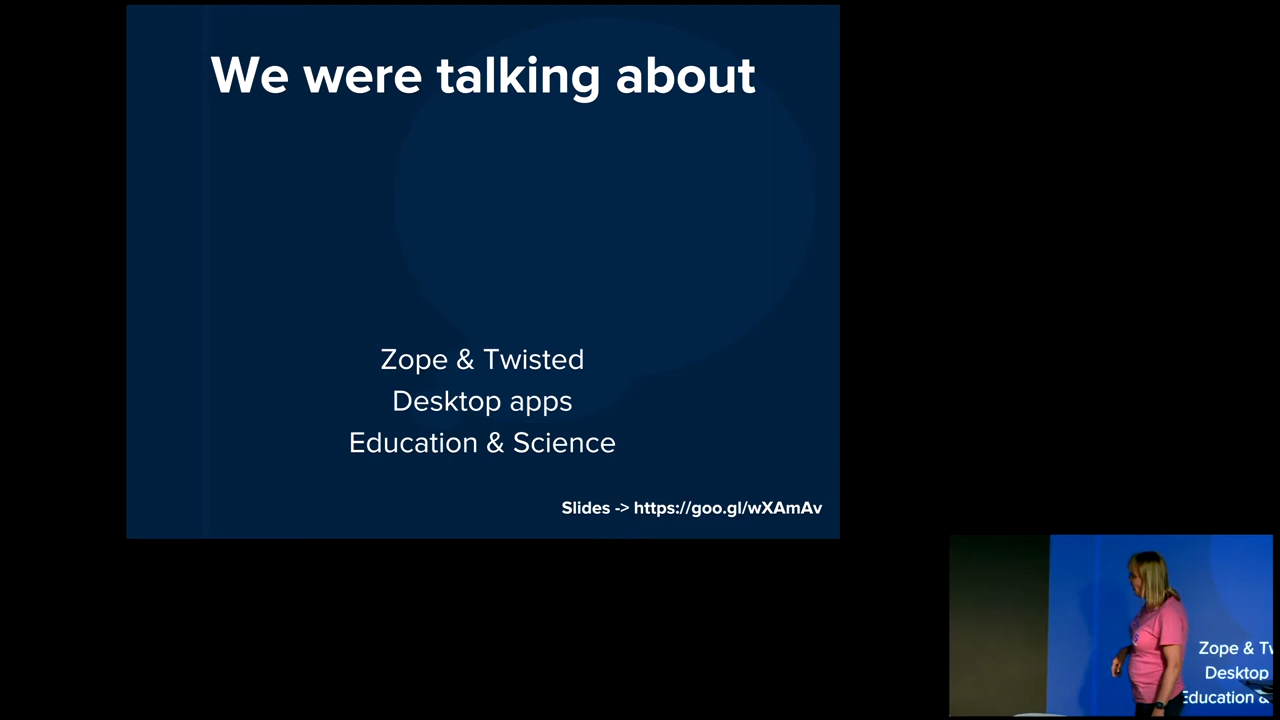 We were talking about
Zope & Twisted
Desktop apps
Education & Science
Slides -> https://goo.gl/wXAmAv
Zope & Tw
Desktop
Education &